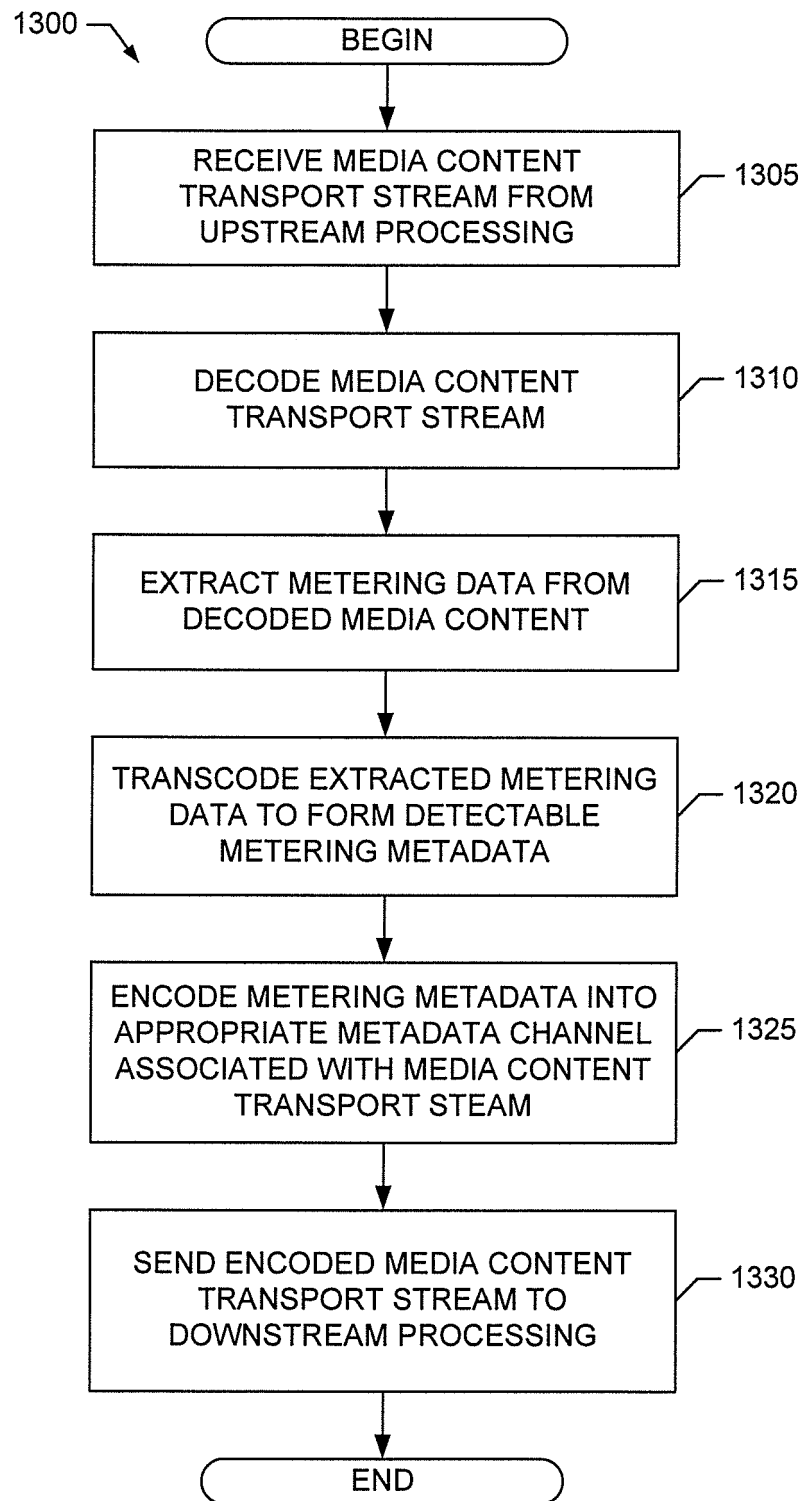 1300
BEGIN
RECEIVE MEDIA CONTENT
TRANSPORT STREAM FROM
UPSTREAM PROCESSING
1305
DECODE MEDIA CONTENT
TRANSPORT STREAM
1310
EXTRACT METERING DATA FROM
DECODED MEDIA CONTENT
1315
TRANSCODE EXTRACTED METERING
DATA TO FORM DETECTABLE
METERING METADATA
1320
ENCODE METERING METADATA INTO
APPROPRIATE METADATA CHANNEL
ASSOCIATED WITH MEDIA CONTENT
TRANSPORT STEAM
1325
SEND ENCODED MEDIA CONTENT
TRANSPORT STREAM TO
DOWNSTREAM PROCESSING
1330
END